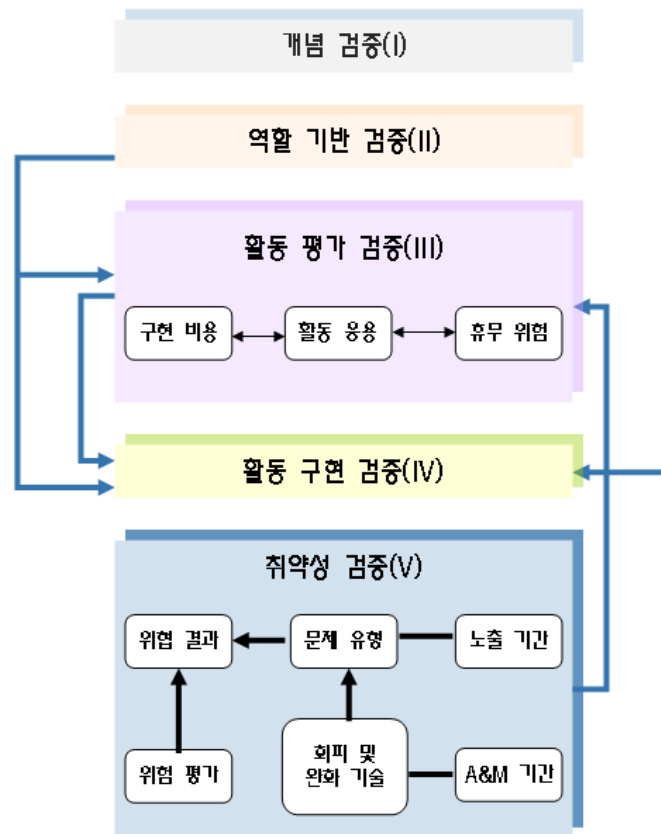 개념 검증(I)
역할 기반 검증(II)
활동 평가 검증(III)
구현 비용
활동 응용
휴무 위험
활동 구현 검증(IV)
취약성 검증(V)
위협 결과
문제 유형
노출 기간
위험 평가
회피 및
완화 기술
A&M 기간